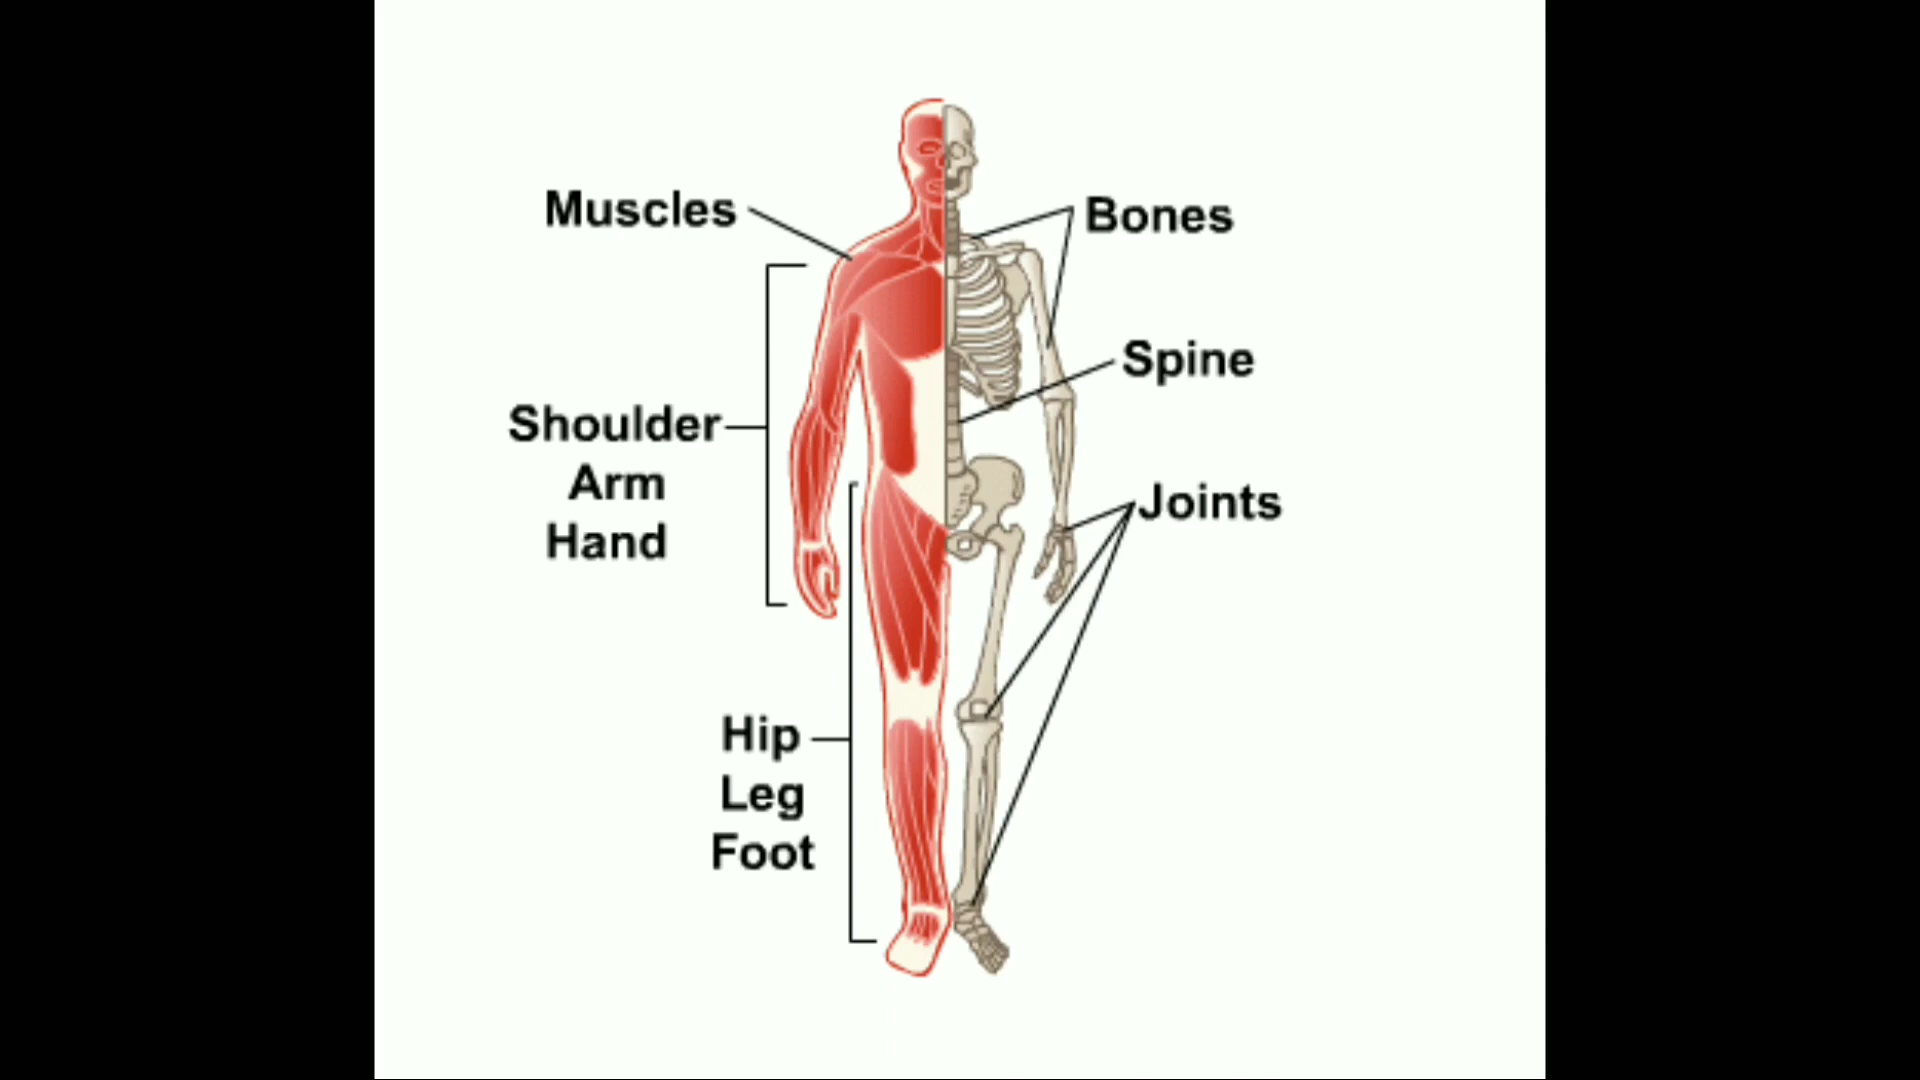 Muscles
Bones
Spine
Shoulder
Arm
Hand
Joints
Hip
Leg
Foot